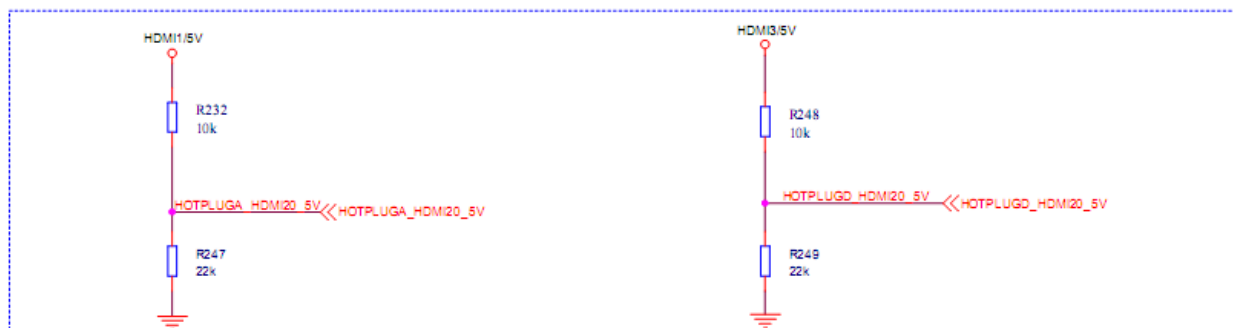 HDMI1/5V
R232
10k
HOTPLUGA_HDMI20_5V
HOTPLUGA_HDMI20_5V
R247
22k
HDMI3/5V
R248
10k
HOTPLUGD_HDMI20_5V
HOTPLUGD_HDMI20_5V
R249
22k